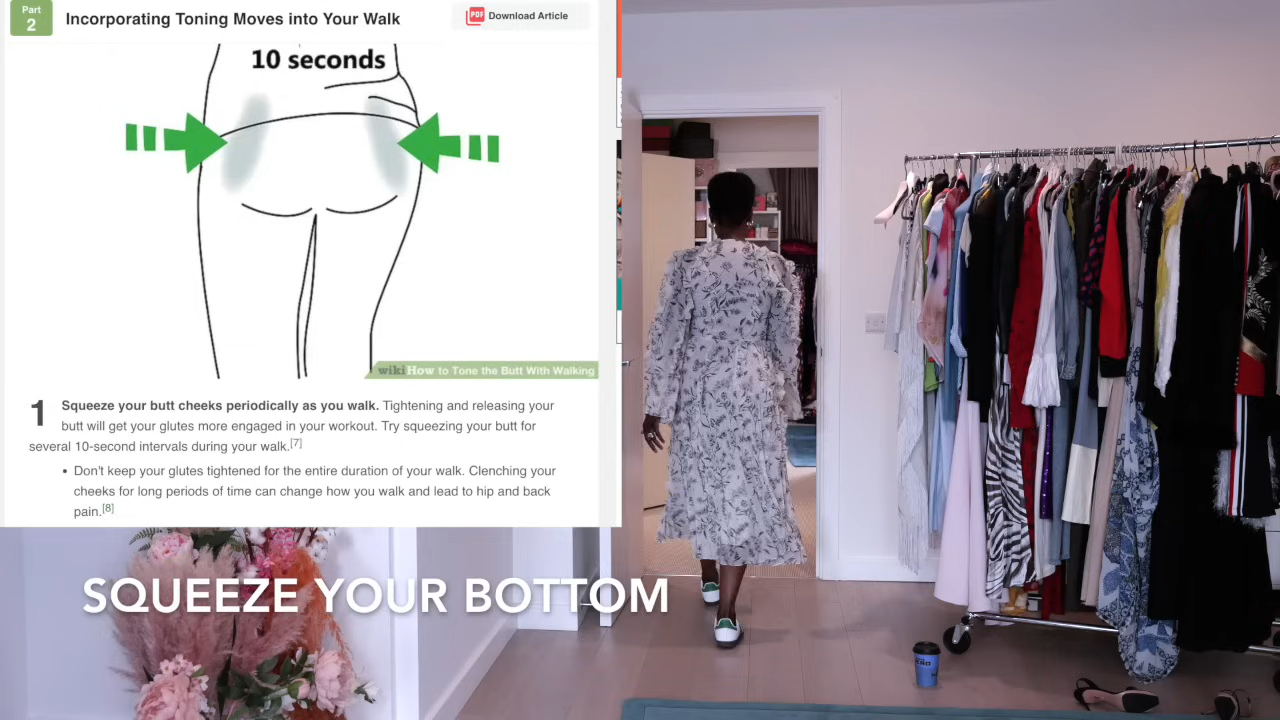 Part
2
Incorporating Toning Moves into Your Walk
PDF
Download Article
10 seconds
wikiHow to Tone the Butt With Walking
1
Squeeze your butt cheeks periodically as you walk. Tightening and releasing your
butt will get your glutes more engaged in your workout. Try squeezing your butt for
several 10-second intervals during your walk.[7]
• Don't keep your glutes tightened for the entire duration of your walk. Clenching your
cheeks for long periods of time can change how you walk and lead to hip and back
pain.[8]
SQUEEZE YOUR BOTTOM